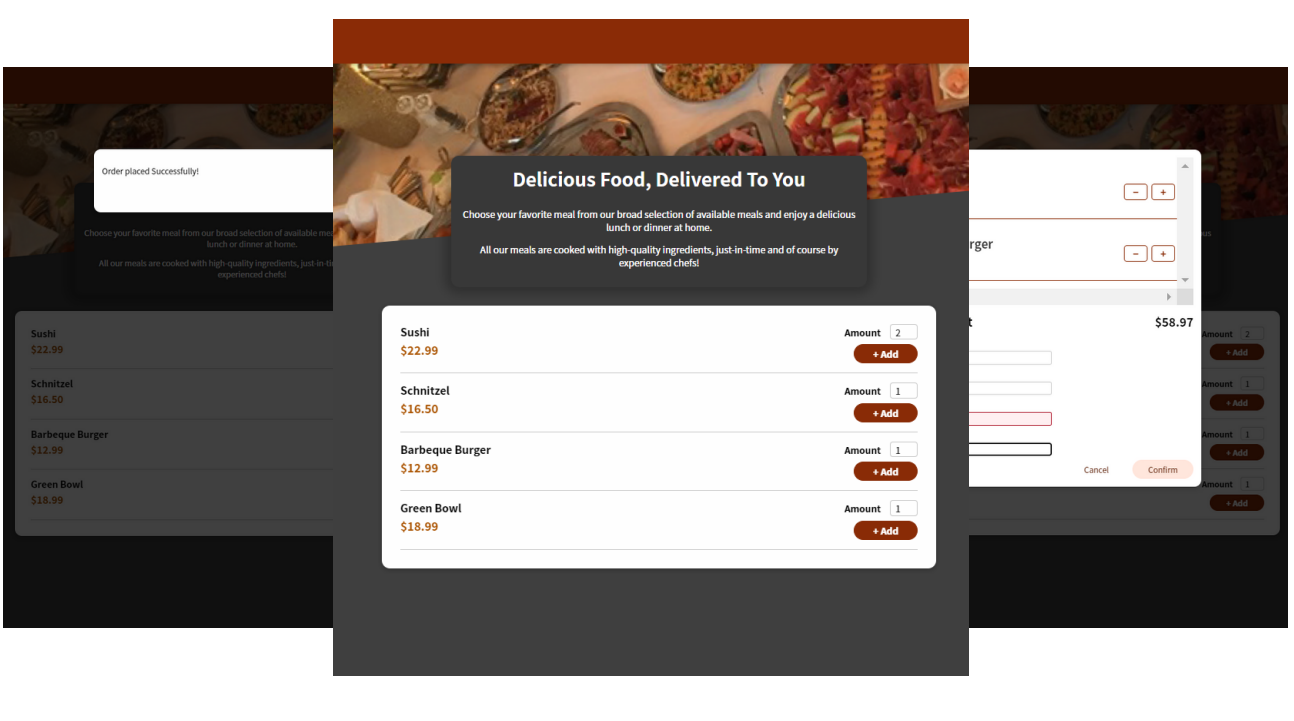 Order placed Successfully!
Choose your favorite meal from our broad selection of available
lunch or dinner at home.
All our meals are cooked with high-quality ingredients,
experienced chefs!
Sushi
$22.99
Schnitzel
$16.50
Barbeque Burger
$12.99
Green Bowl
$18.99
Delicious Food, Delivered To You
Choose your favorite meal from our broad selection of available meals and enjoy a delicious
lunch or dinner at home.
All our meals are cooked with high-quality ingredients, just-in-time and of course by
experienced chefs!
Sushi
$22.99
Amount 2
+ Add
Schnitzel
$16.50
Amount 1
+ Add
Barbeque Burger
$12.99
Amount 1
+ Add
Green Bowl
$18.99
Amount 1
+ Add
- +
rger
- +
t $58.97
Cancel Confirm
Amount 2
+ Add
Amount 1
+ Add
Amount 1
+ Add
Amount 1
+ Add